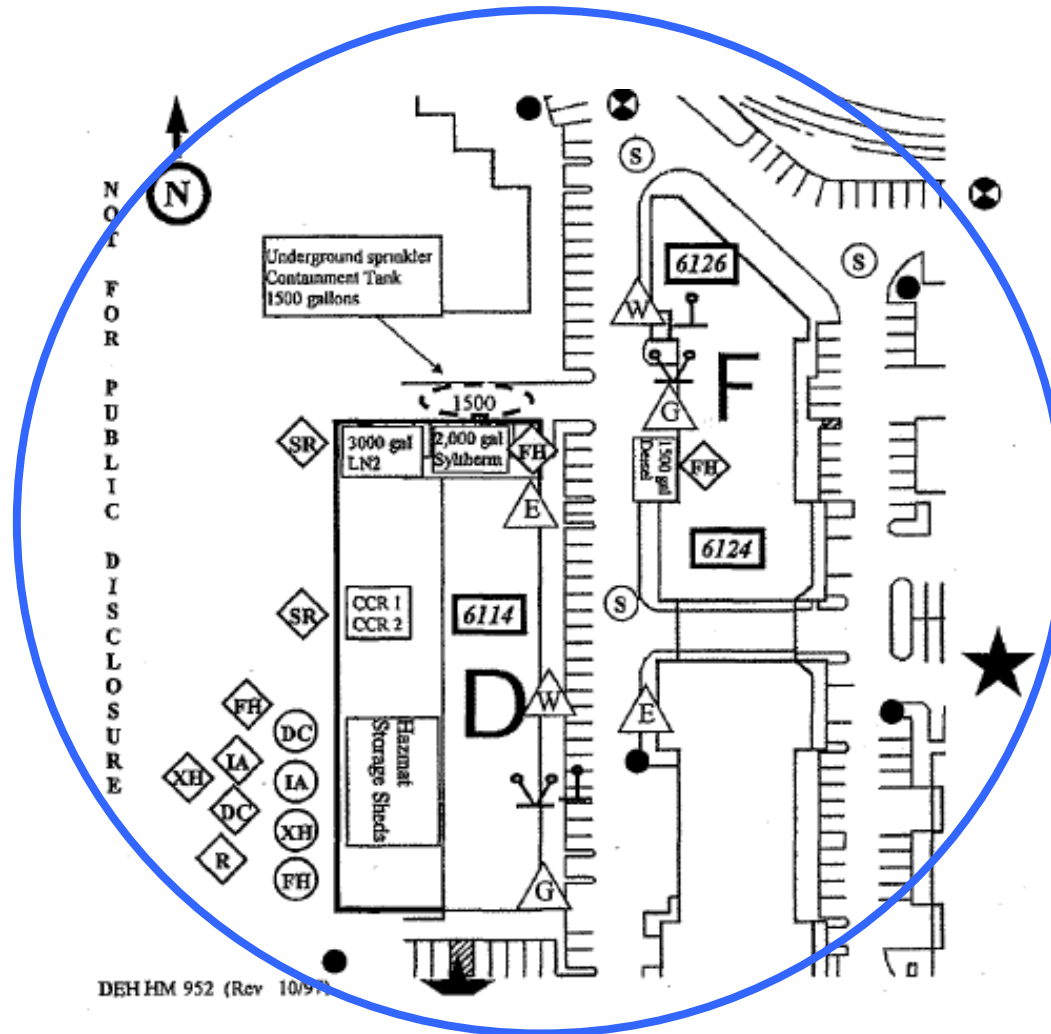 N
NOT FOR PUBLIC DISCLOSURE
S
S
6126
Underground sprinkler
Containment Tank
1500 gallons
W
F
1500
G
SR
3000 gal
LN2
2,000 gal
Syltherm
FH
1,500 gal
Diesel
FH
E
6124
SR
CCR 1
CCR 2
6114
S
D
W
E
FH
DC
Hazmat
Storage Sheds
XH
IA
IA
DC
XH
R
FH
G
DEH HM 952 (Rev 10/97)